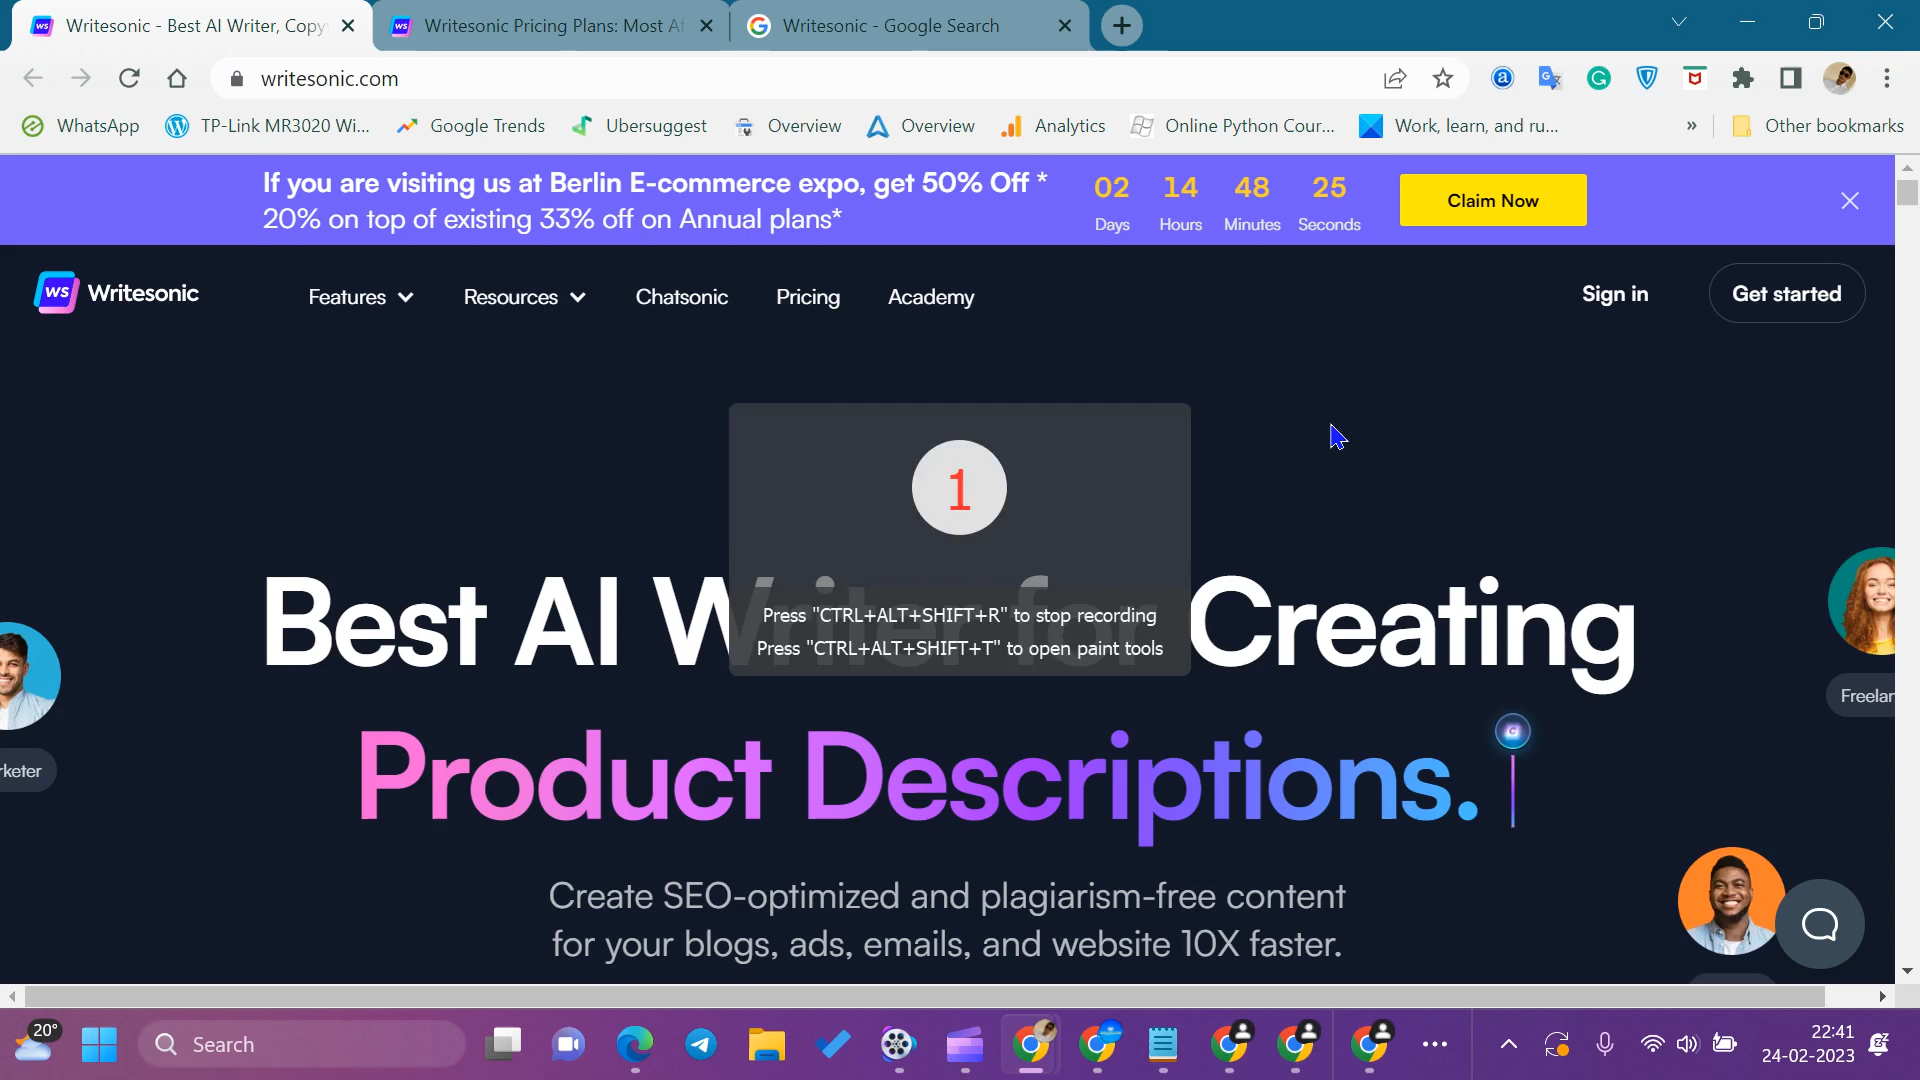 Writesonic - Best AI Writer, Copy
Writesonic Pricing Plans: Most Af
Writesonic - Google Search
writesonic.com
WhatsApp
TP-Link MR3020 Wi...
Google Trends
Ubersuggest
Overview
Overview
Analytics
Online Python Cour...
Work, learn, and ru...
»
Other bookmarks
If you are visiting us at Berlin E-commerce expo, get 50% Off *
20% on top of existing 33% off on Annual plans*
02 14 48 25
Days Hours Minutes Seconds
Claim Now
ws Writesonic
Features
Resources
Chatsonic
Pricing
Academy
Sign in
Get started
1
Press "CTRL+ALT+SHIFT+R" to stop recording
Press "CTRL+ALT+SHIFT+T" to open paint tools
Best AI Writer for Creating
Product Descriptions.
Create SEO-optimized and plagiarism-free content
for your blogs, ads, emails, and website 10X faster.
rketer
Freelan
20°
Search
22:41
24-02-2023